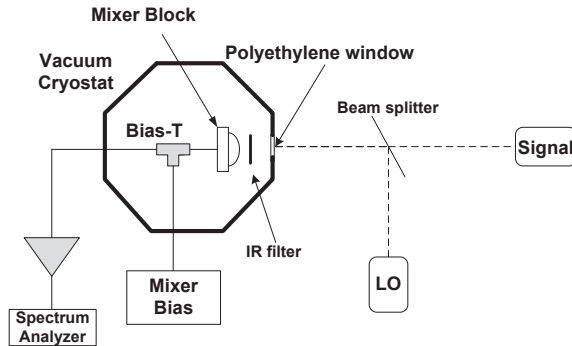 Mixer Block
Vacuum
Cryostat
Polyethylene window
Beam splitter
Bias-T
Signal
IR filter
Mixer
Bias
LO
Spectrum
Analyzer